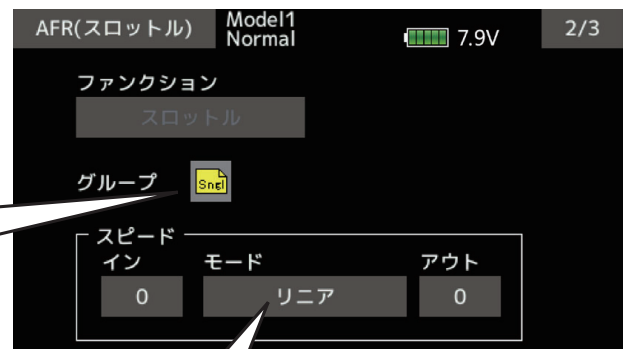 AFR(スロットル) Model1 7.9V 2/3
Normal
ファンクション
スロットル
グループ Sngl
スピード
イン モード アウト
0 リニア 0